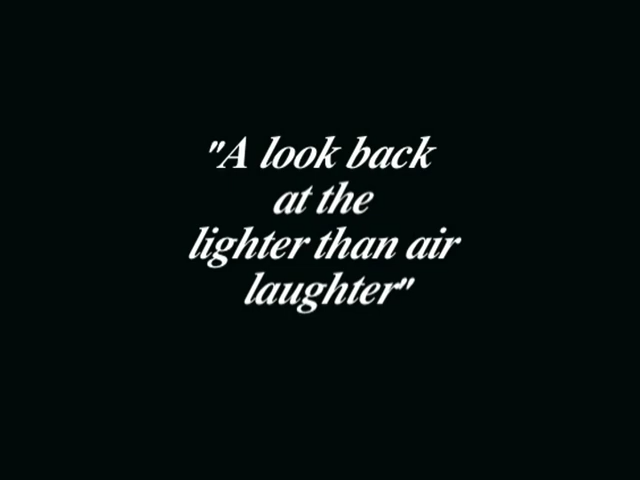 "A look back
at the
lighter than air
laughter"